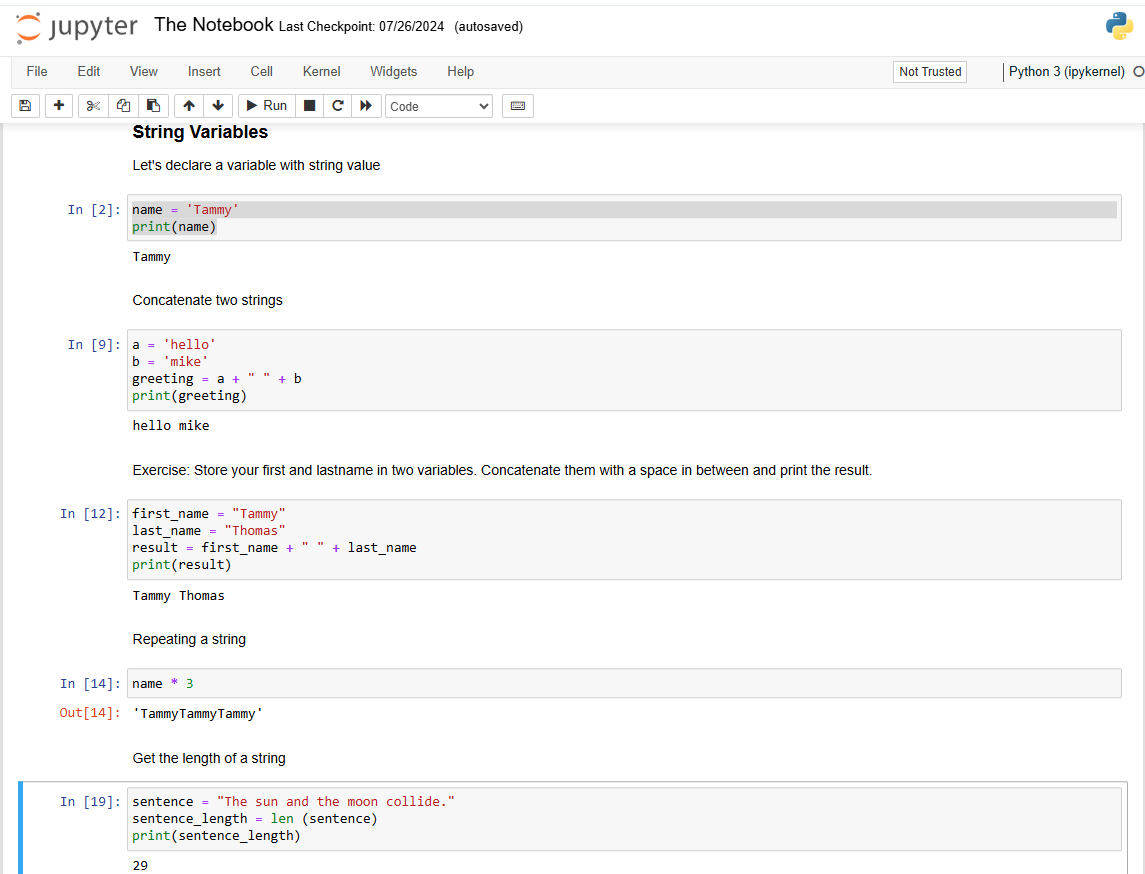 jupyter The Notebook Last Checkpoint: 07/26/2024 (autosaved)
File Edit View Insert Cell Kernel Widgets Help Not Trusted Python 3 (ipykernel)
Run Code
String Variables
Let's declare a variable with string value
In [2]: name = 'Tammy'
print(name)
Tammy
Concatenate two strings
In [9]: a = 'hello'
b = 'mike'
greeting = a + " " + b
print(greeting)
hello mike
Exercise: Store your first and lastname in two variables. Concatenate them with a space in between and print the result.
In [12]: first_name = "Tammy"
last_name = "Thomas"
result = first_name + " " + last_name
print(result)
Tammy Thomas
Repeating a string
In [14]: name * 3
Out[14]: 'TammyTammyTammy'
Get the length of a string
In [19]: sentence = "The sun and the moon collide."
sentence_length = len (sentence)
print(sentence_length)
29